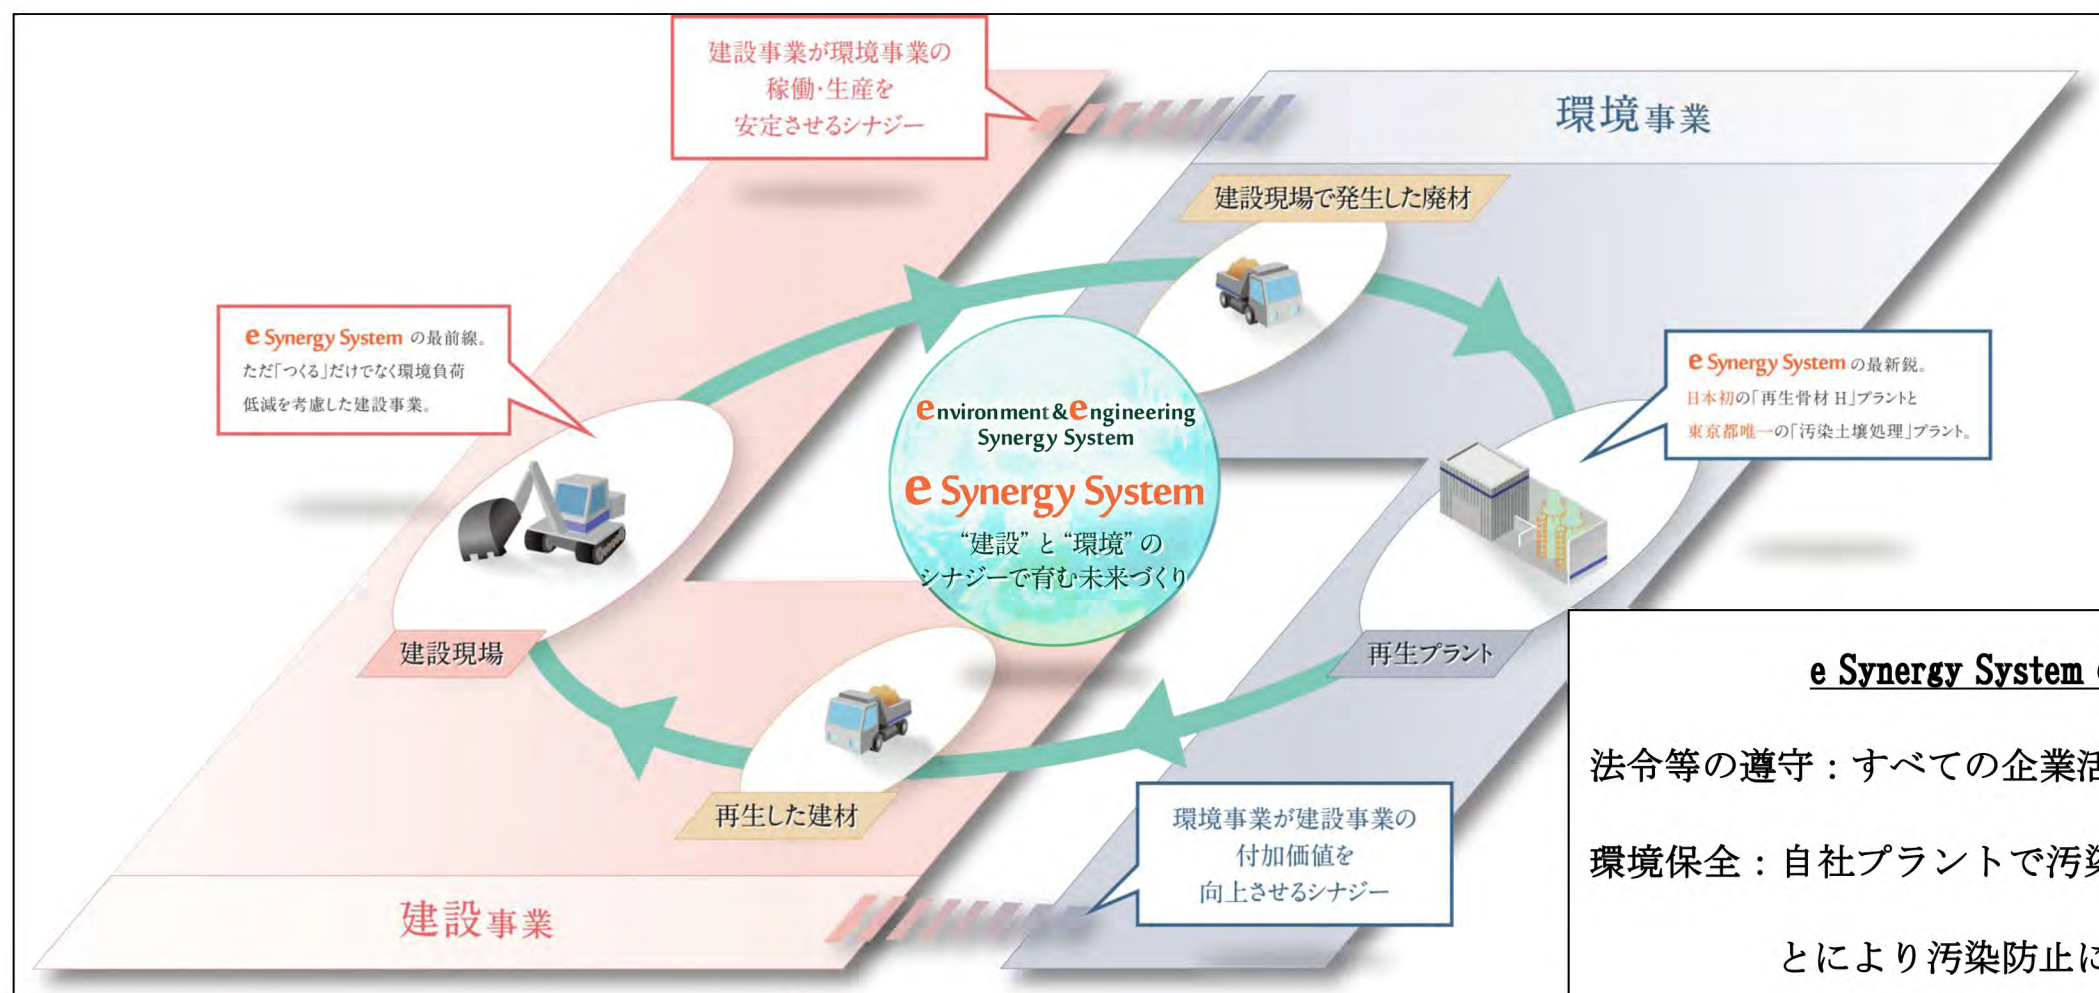 建設事業が環境事業の
稼働・生産を
安定させるシナジー
環境事業
建設現場で発生した廃材
e Synergy System の最前線。
ただ「つくる」だけでなく環境負荷
低減を考慮した建設事業。
e Synergy System の最新鋭。
日本初の「再生骨材 H」プラントと
東京都唯一の「汚染土壌処理」プラント。
environment & engineering
Synergy System
e Synergy System
“建設” と “環境” の
シナジーで育む未来づくり
建設現場
再生プラント
再生した建材
環境事業が建設事業の
付加価値を
向上させるシナジー
建設事業
e Synergy System
法令等の遵守：すべての企業活
環境保全：自社プラントで汚染
とにより汚染防止に